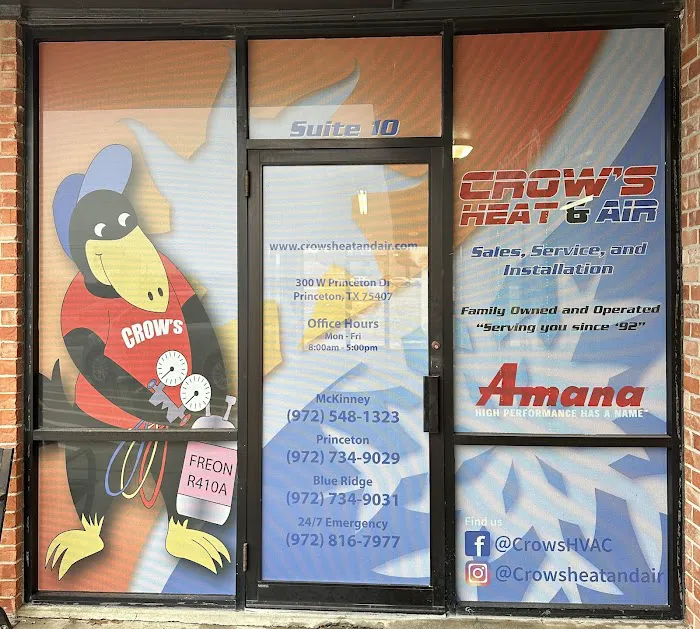 Suite 10
CROW'S
HEAT & AIR
Sales, Service, and
Installation
Family Owned and Operated
"Serving you since '92"
Amana
HIGH PERFORMANCE HAS A NAME™
Find us
@CrowsHVAC
@Crowsheatandair
www.crowsheatandair.com
300 W Princeton Dr
Princeton, TX 75407
Office Hours
Mon - Fri
8:00am - 5:00pm
McKinney
(972) 548-1323
Princeton
(972) 734-9029
Blue Ridge
(972) 734-9031
24/7 Emergency
(972) 816-7977
CROW'S
FREON
R410A